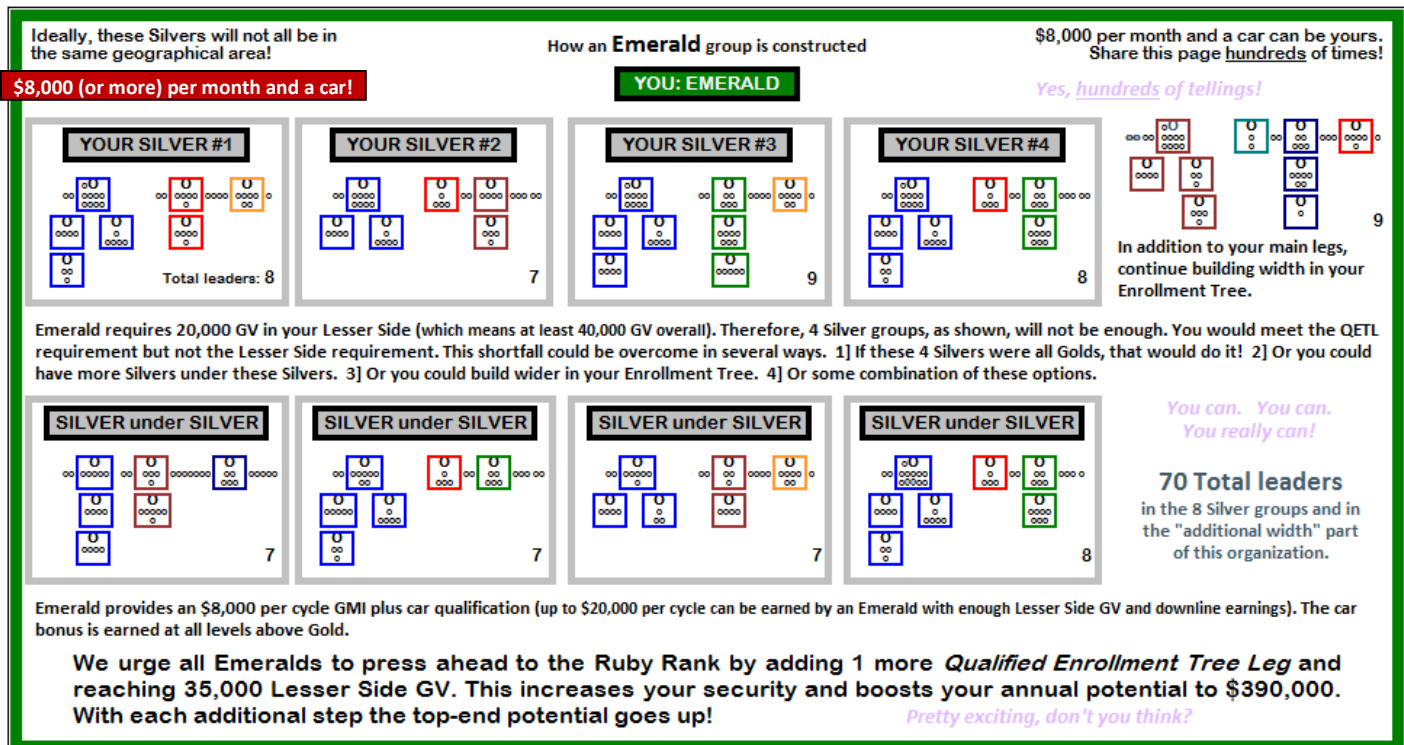 Ideally, these Silvers will not all be in
the same geographical area!
How an Emerald group is constructed
$8,000 per month and a car can be yours.
Share this page hundreds of times!
$8,000 (or more) per month and a car!
YOU: EMERALD
Yes, hundreds of tellings!
YOUR SILVER #1
Total leaders: 8
YOUR SILVER #2
7
YOUR SILVER #3
9
YOUR SILVER #4
8
9
In addition to your main legs,
continue building width in your
Enrollment Tree.
Emerald requires 20,000 GV in your Lesser Side (which means at least 40,000 GV overall). Therefore, 4 Silver groups, as shown, will not be enough. You would meet the QETL
requirement but not the Lesser Side requirement. This shortfall could be overcome in several ways. 1] If these 4 Silvers were all Golds, that would do it! 2] Or you could
have more Silvers under these Silvers. 3] Or you could build wider in your Enrollment Tree. 4] Or some combination of these options.
SILVER under SILVER
7
SILVER under SILVER
7
SILVER under SILVER
7
SILVER under SILVER
8
You can. You can.
You really can!
70 Total leaders
in the 8 Silver groups and in
the "additional width" part
of this organization.
Emerald provides an $8,000 per cycle GMI plus car qualification (up to $20,000 per cycle can be earned by an Emerald with enough Lesser Side GV and downline earnings). The car
bonus is earned at all levels above Gold.
We urge all Emeralds to press ahead to the Ruby Rank by adding 1 more Qualified Enrollment Tree Leg and
reaching 35,000 Lesser Side GV. This increases your security and boosts your annual potential to $390,000.
With each additional step the top-end potential goes up!
Pretty exciting, don't you think?